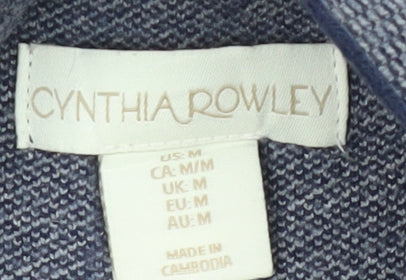 CYNTHIA ROWLEY
US: M
CA: M/M
UK: M
EU: M
AU: M
MADE IN
CAMBODIA